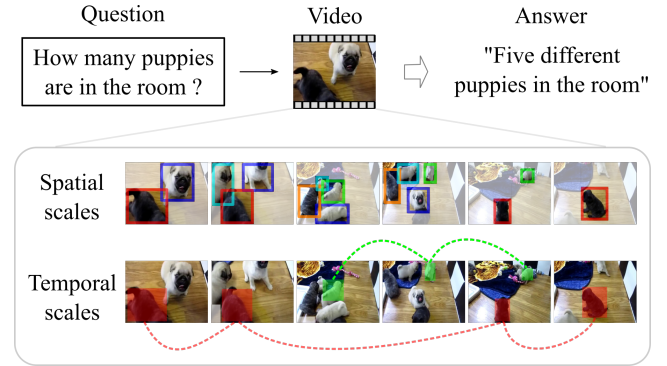 Question
Video
Answer
How many puppies
are in the room ?
"Five different
puppies in the room"
Spatial
scales
Temporal
scales